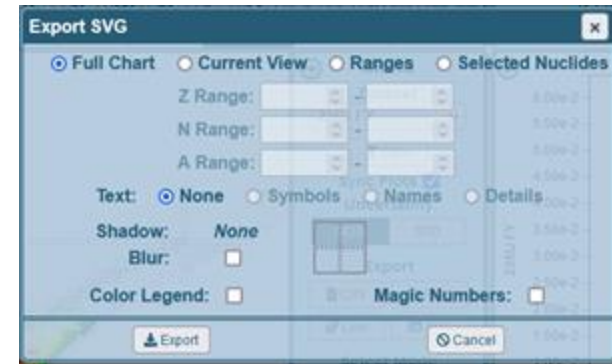 Export SVG ×
Full Chart Current View Ranges Selected Nuclides
Z Range: -
N Range: -
A Range: -
Text: None Symbols Names Details
Shadow: None
Blur:
Export
Color Legend: Magic Numbers:
Export Cancel